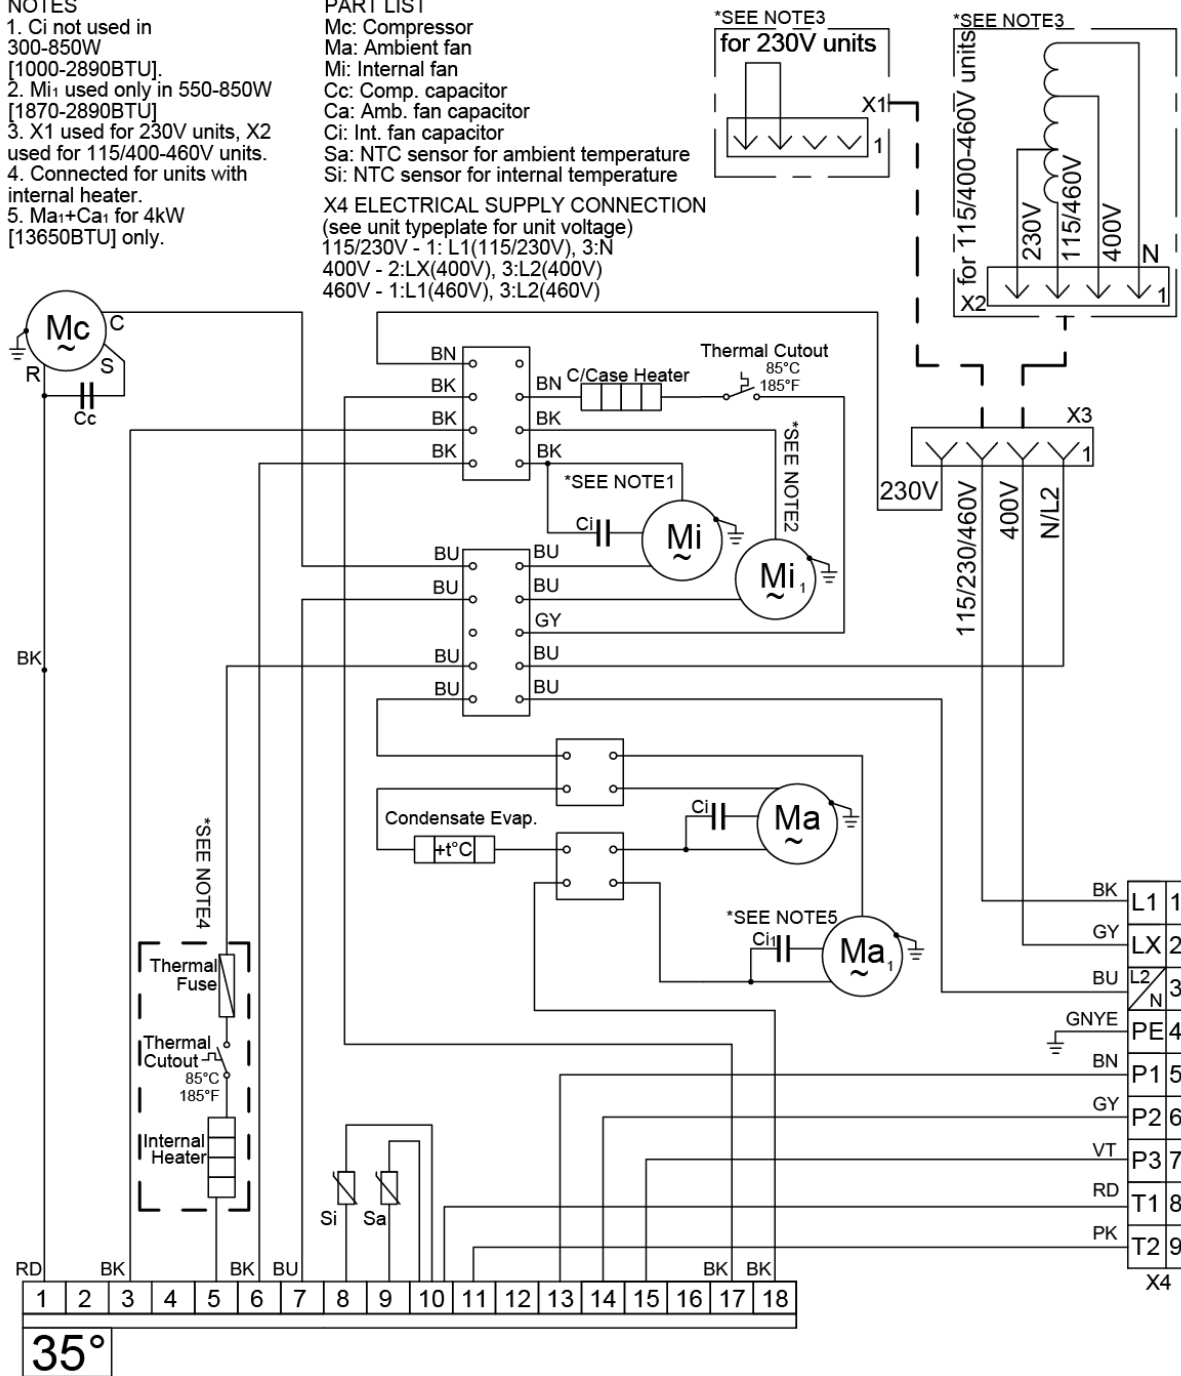 NOTES
1. Ci not used in
300-850W
[1000-2890BTU].
2. Mi₁ used only in 550-850W
[1870-2890BTU]
3. X1 used for 230V units, X2
used for 115/400-460V units.
4. Connected for units with
internal heater.
5. Ma₁+Ca₁ for 4kW
[13650BTU] only.
PART LIST
Mc: Compressor
Ma: Ambient fan
Mi: Internal fan
Cc: Comp. capacitor
Ca: Amb. fan capacitor
Ci: Int. fan capacitor
Sa: NTC sensor for ambient temperature
Si: NTC sensor for internal temperature
X4 ELECTRICAL SUPPLY CONNECTION
(see unit typeplate for unit voltage)
115/230V - 1: L1(115/230V), 3:N
400V - 2:LX(400V), 3:L2(400V)
460V - 1:L1(460V), 3:L2(460V)
*SEE NOTE3
for 230V units
X1
1
*SEE NOTE3
for 115/400-460V units
230V
115/460V
400V
N
X2
1
Mc
~
C
S
R
Cc
BN
BK
BK
BK
BN
C/Case Heater
Thermal Cutout
85°C
185°F
BK
BK
*SEE NOTE1
*SEE NOTE2
Ci
Mi
~
Mi₁
~
X3
1
230V
115/230/460V
400V
N/L2
BU
BU
BU
BU
BU
BU
GY
BU
BU
BK
Condensate Evap.
+t°C
Ci
Ma
~
*SEE NOTE5
Ci₁
Ma₁
~
*SEE NOTE4
Thermal
Fuse
Thermal
Cutout
85°C
185°F
Internal
Heater
Si
Sa
BK L1 1
GY LX 2
BU L2/N 3
GNYE PE 4
BN P1 5
GY P2 6
VT P3 7
RD T1 8
PK T2 9
X4
RD BK BK BU BK BK
1 2 3 4 5 6 7 8 9 10 11 12 13 14 15 16 17 18
35°